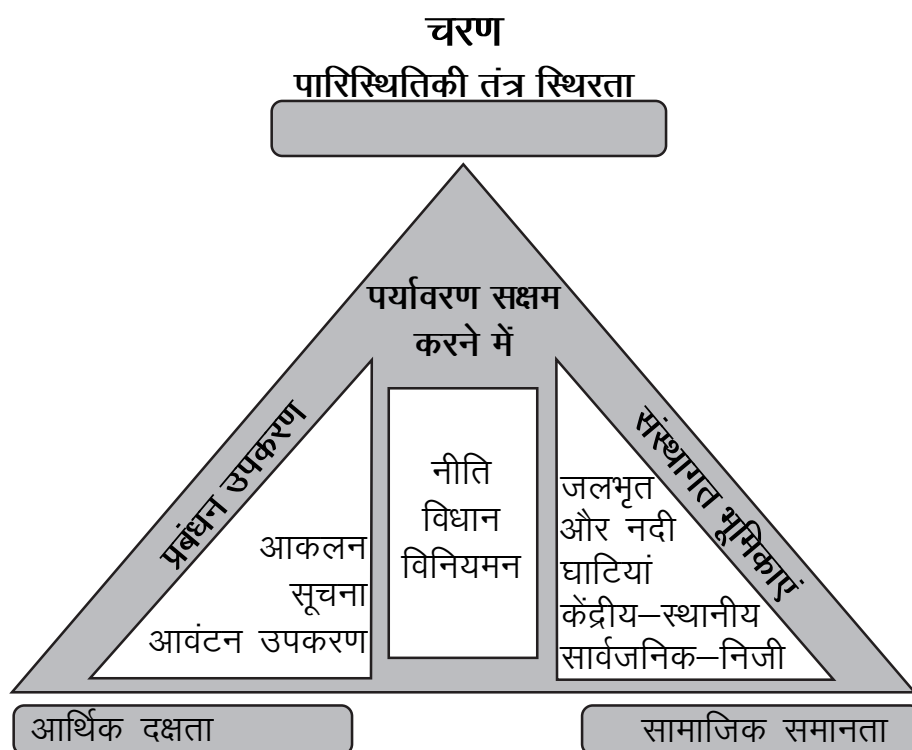 चरण
पारिस्थितिकी तंत्र स्थिरता
पर्यावरण सक्षम
करने में
प्रबंधन उपकरण
आकलन
सूचना
आवंटन उपकरण
नीति
विधान
विनियमन
संस्थागत भूमिकाएं
जलभृत
और नदी
घाटियां
केंद्रीय–स्थानीय
सार्वजनिक–निजी
आर्थिक दक्षता
सामाजिक समानता